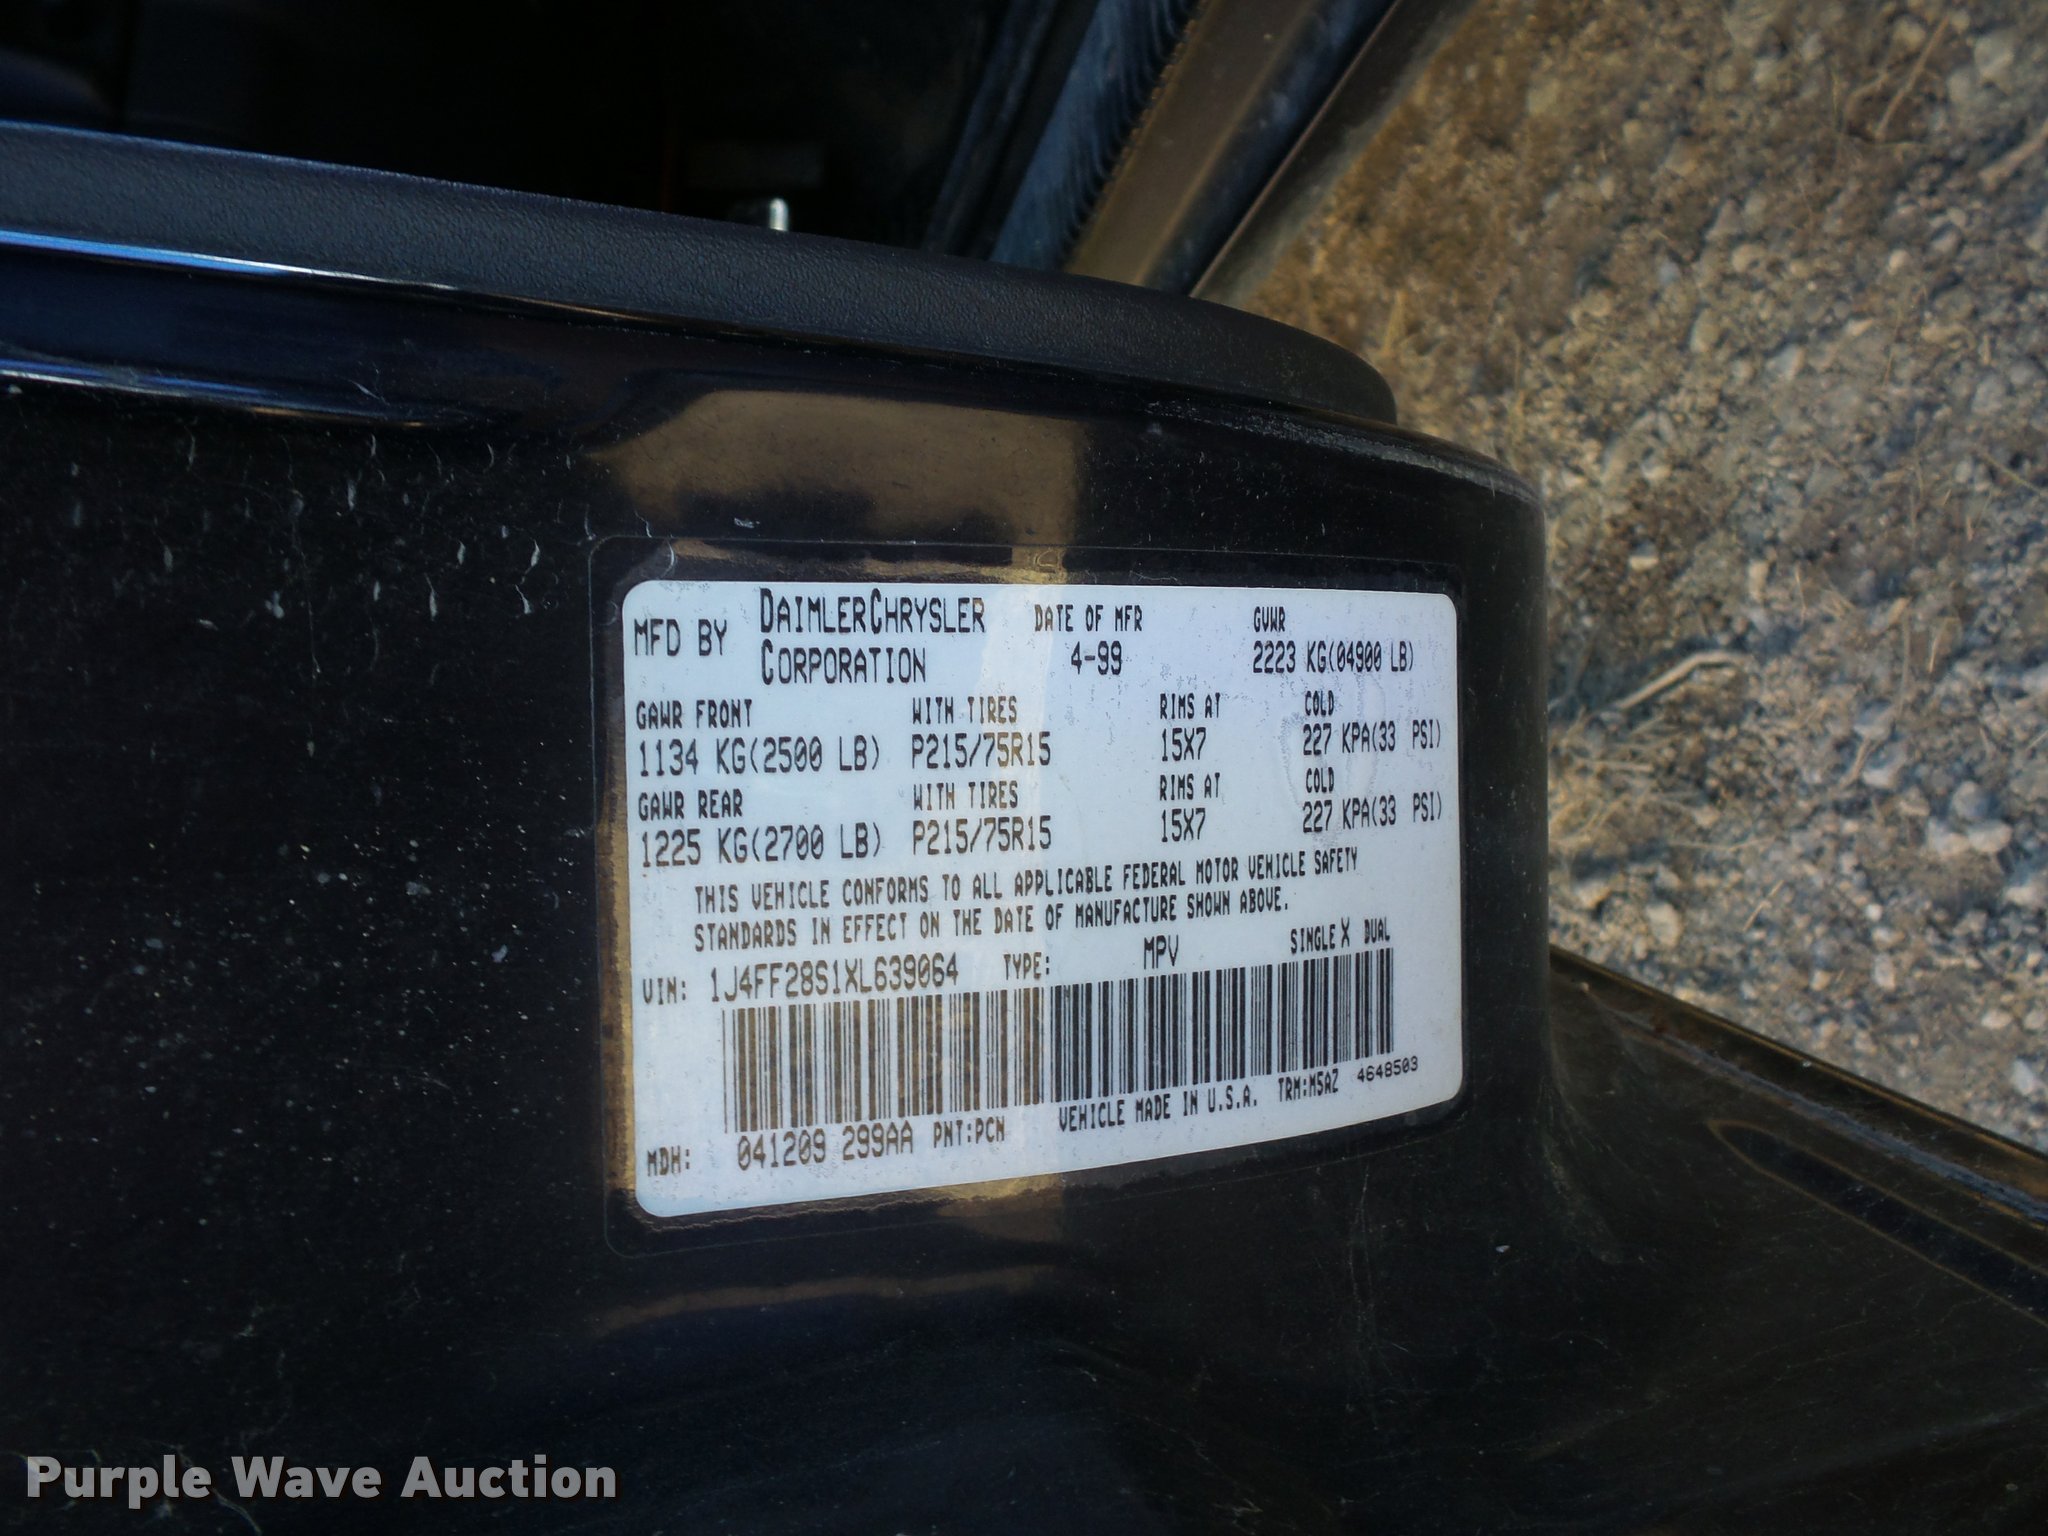 MFD BY DAIMLERCHRYSLER CORPORATION DATE OF MFR 4-99 GVWR 2223 KG(04900 LB)
GAWR FRONT WITH TIRES RIMS AT COLD
1134 KG(2500 LB) P215/75R15 15X7 227 KPA(33 PSI)
GAWR REAR WITH TIRES RIMS AT COLD
1225 KG(2700 LB) P215/75R15 15X7 227 KPA(33 PSI)
THIS VEHICLE CONFORMS TO ALL APPLICABLE FEDERAL MOTOR VEHICLE SAFETY
STANDARDS IN EFFECT ON THE DATE OF MANUFACTURE SHOWN ABOVE.
VIN: 1J4FF28S1XL639064 TYPE: MPV SINGLE X DUAL
MDH: 041209 299AA PNT:PCN VEHICLE MADE IN U.S.A. TRM:M5AZ 4648503
Purple Wave Auction